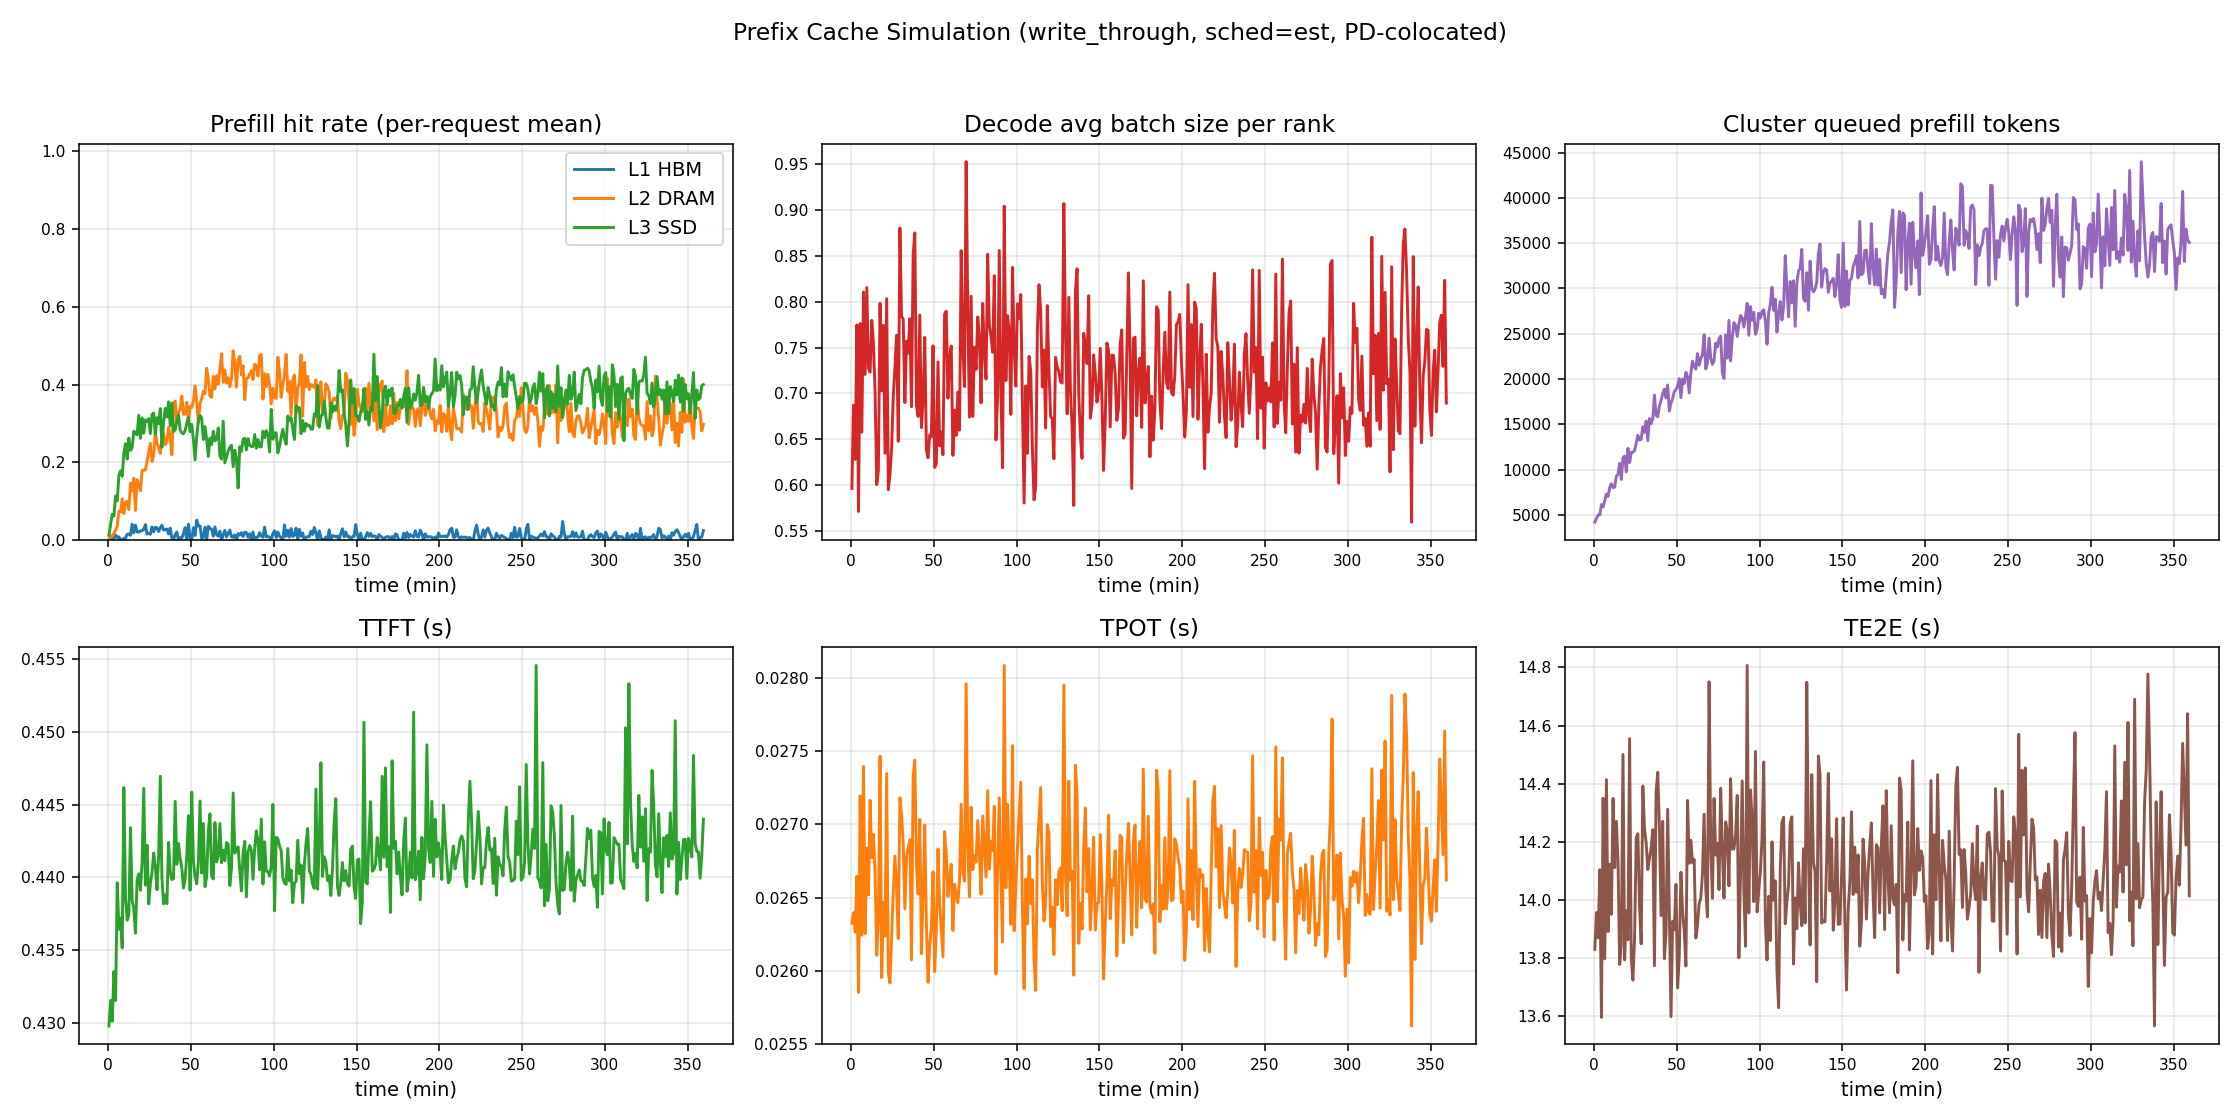 Prefix Cache Simulation (write_through, sched=est, PD-colocated)
Prefill hit rate (per-request mean)
1.0
0.8
0.6
0.4
0.2
0.0
L1 HBM
L2 DRAM
L3 SSD
0 50 100 150 200 250 300 350
time (min)
Decode avg batch size per rank
0.95
0.90
0.85
0.80
0.75
0.70
0.65
0.60
0.55
0 50 100 150 200 250 300 350
time (min)
Cluster queued prefill tokens
45000
40000
35000
30000
25000
20000
15000
10000
5000
0 50 100 150 200 250 300 350
time (min)
TTFT (s)
0.455
0.450
0.445
0.440
0.435
0.430
0 50 100 150 200 250 300 350
time (min)
TPOT (s)
0.0280
0.0275
0.0270
0.0265
0.0260
0.0255
0 50 100 150 200 250 300 350
time (min)
TE2E (s)
14.8
14.6
14.4
14.2
14.0
13.8
13.6
0 50 100 150 200 250 300 350
time (min)